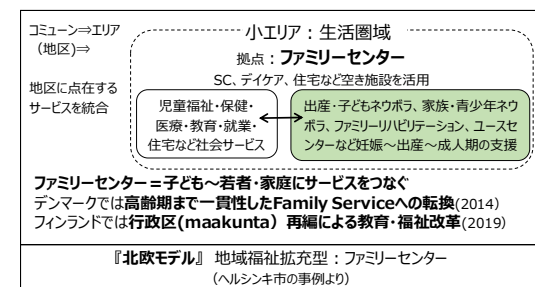 コミューン⇒エリア
（地区）⇒
地区に点在する
サービスを統合
小エリア：生活圏域
拠点：ファミリーセンター
SC、デイケア、住宅など空き施設を活用
児童福祉・保健・
医療・教育・就業・
住宅など社会サービス
出産・子どもネウボラ、家族・青少年ネウ
ボラ、ファミリーリハビリテーション、ユースセ
ンターなど妊娠～出産～成人期の支援
ファミリーセンター＝子ども～若者・家庭にサービスをつなぐ
デンマークでは高齢期まで一貫性したFamily Serviceへの転換(2014)
フィンランドでは行政区(maakunta）再編による教育・福祉改革(2019)
『北欧モデル』 地域福祉拡充型：ファミリーセンター
（ヘルシンキ市の事例より）